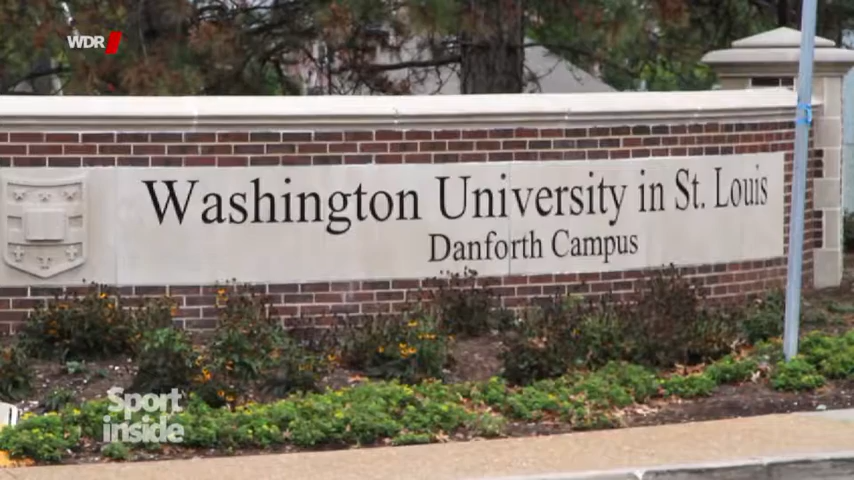 WDR
Washington University in St. Louis
Danforth Campus
Sport
inside